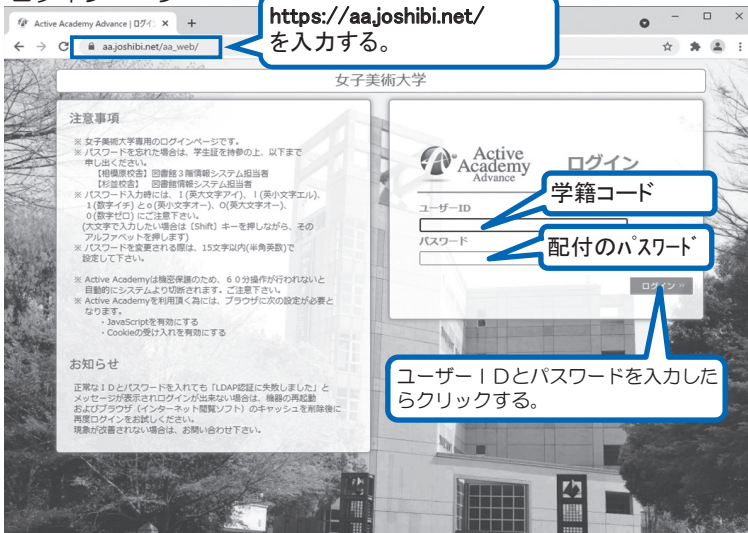 Active Academy Advance | ログイン
https://aa.joshibi.net/
を入力する。
aa.joshibi.net/aa_web/
女子美術大学
注意事項
※ 女子美術大学専用のログインページです。
※ パスワードを忘れた場合は、学生証を持参の上、以下まで
申し出ください。
【相模原校舎】図書館３階情報システム担当者
【杉並校舎】 図書館情報システム担当者
※ パスワード入力時には、Ｉ(英大文字アイ)、ｌ(英小文字エル)、
１(数字イチ) とｏ(英小文字オー)、O(英大文字オー)、
０(数字ゼロ) にご注意下さい。
(大文字で入力したい場合は〔Shift〕キーを押しながら、その
アルファベットを押します)
※ パスワードを変更される際は、15文字以内(半角英数)で
設定して下さい。
※ Active Academyは機密保護のため、６０分操作が行われないと
自動的にシステムより切断されます。ご注意下さい。
※ Active Academyを利用頂く為には、ブラウザに次の設定が必要と
なります。
・JavaScriptを有効にする
・Cookieの受け入れを有効にする
お知らせ
正常なＩＤとパスワードを入れても「LDAP認証に失敗しました」と
メッセージが表示されログインが出来ない場合は、機器の再起動
およびブラウザ（インターネット閲覧ソフト）のキャッシュを削除後に
再度ログインをお試しください。
現象が改善されない場合は、お問い合わせ下さい。
Active
Academy
Advance
ログイン
学籍コード
ユーザーID
パスワード
配付のパスワード
ログイン »
ユーザーＩＤとパスワードを入力した
らクリックする。